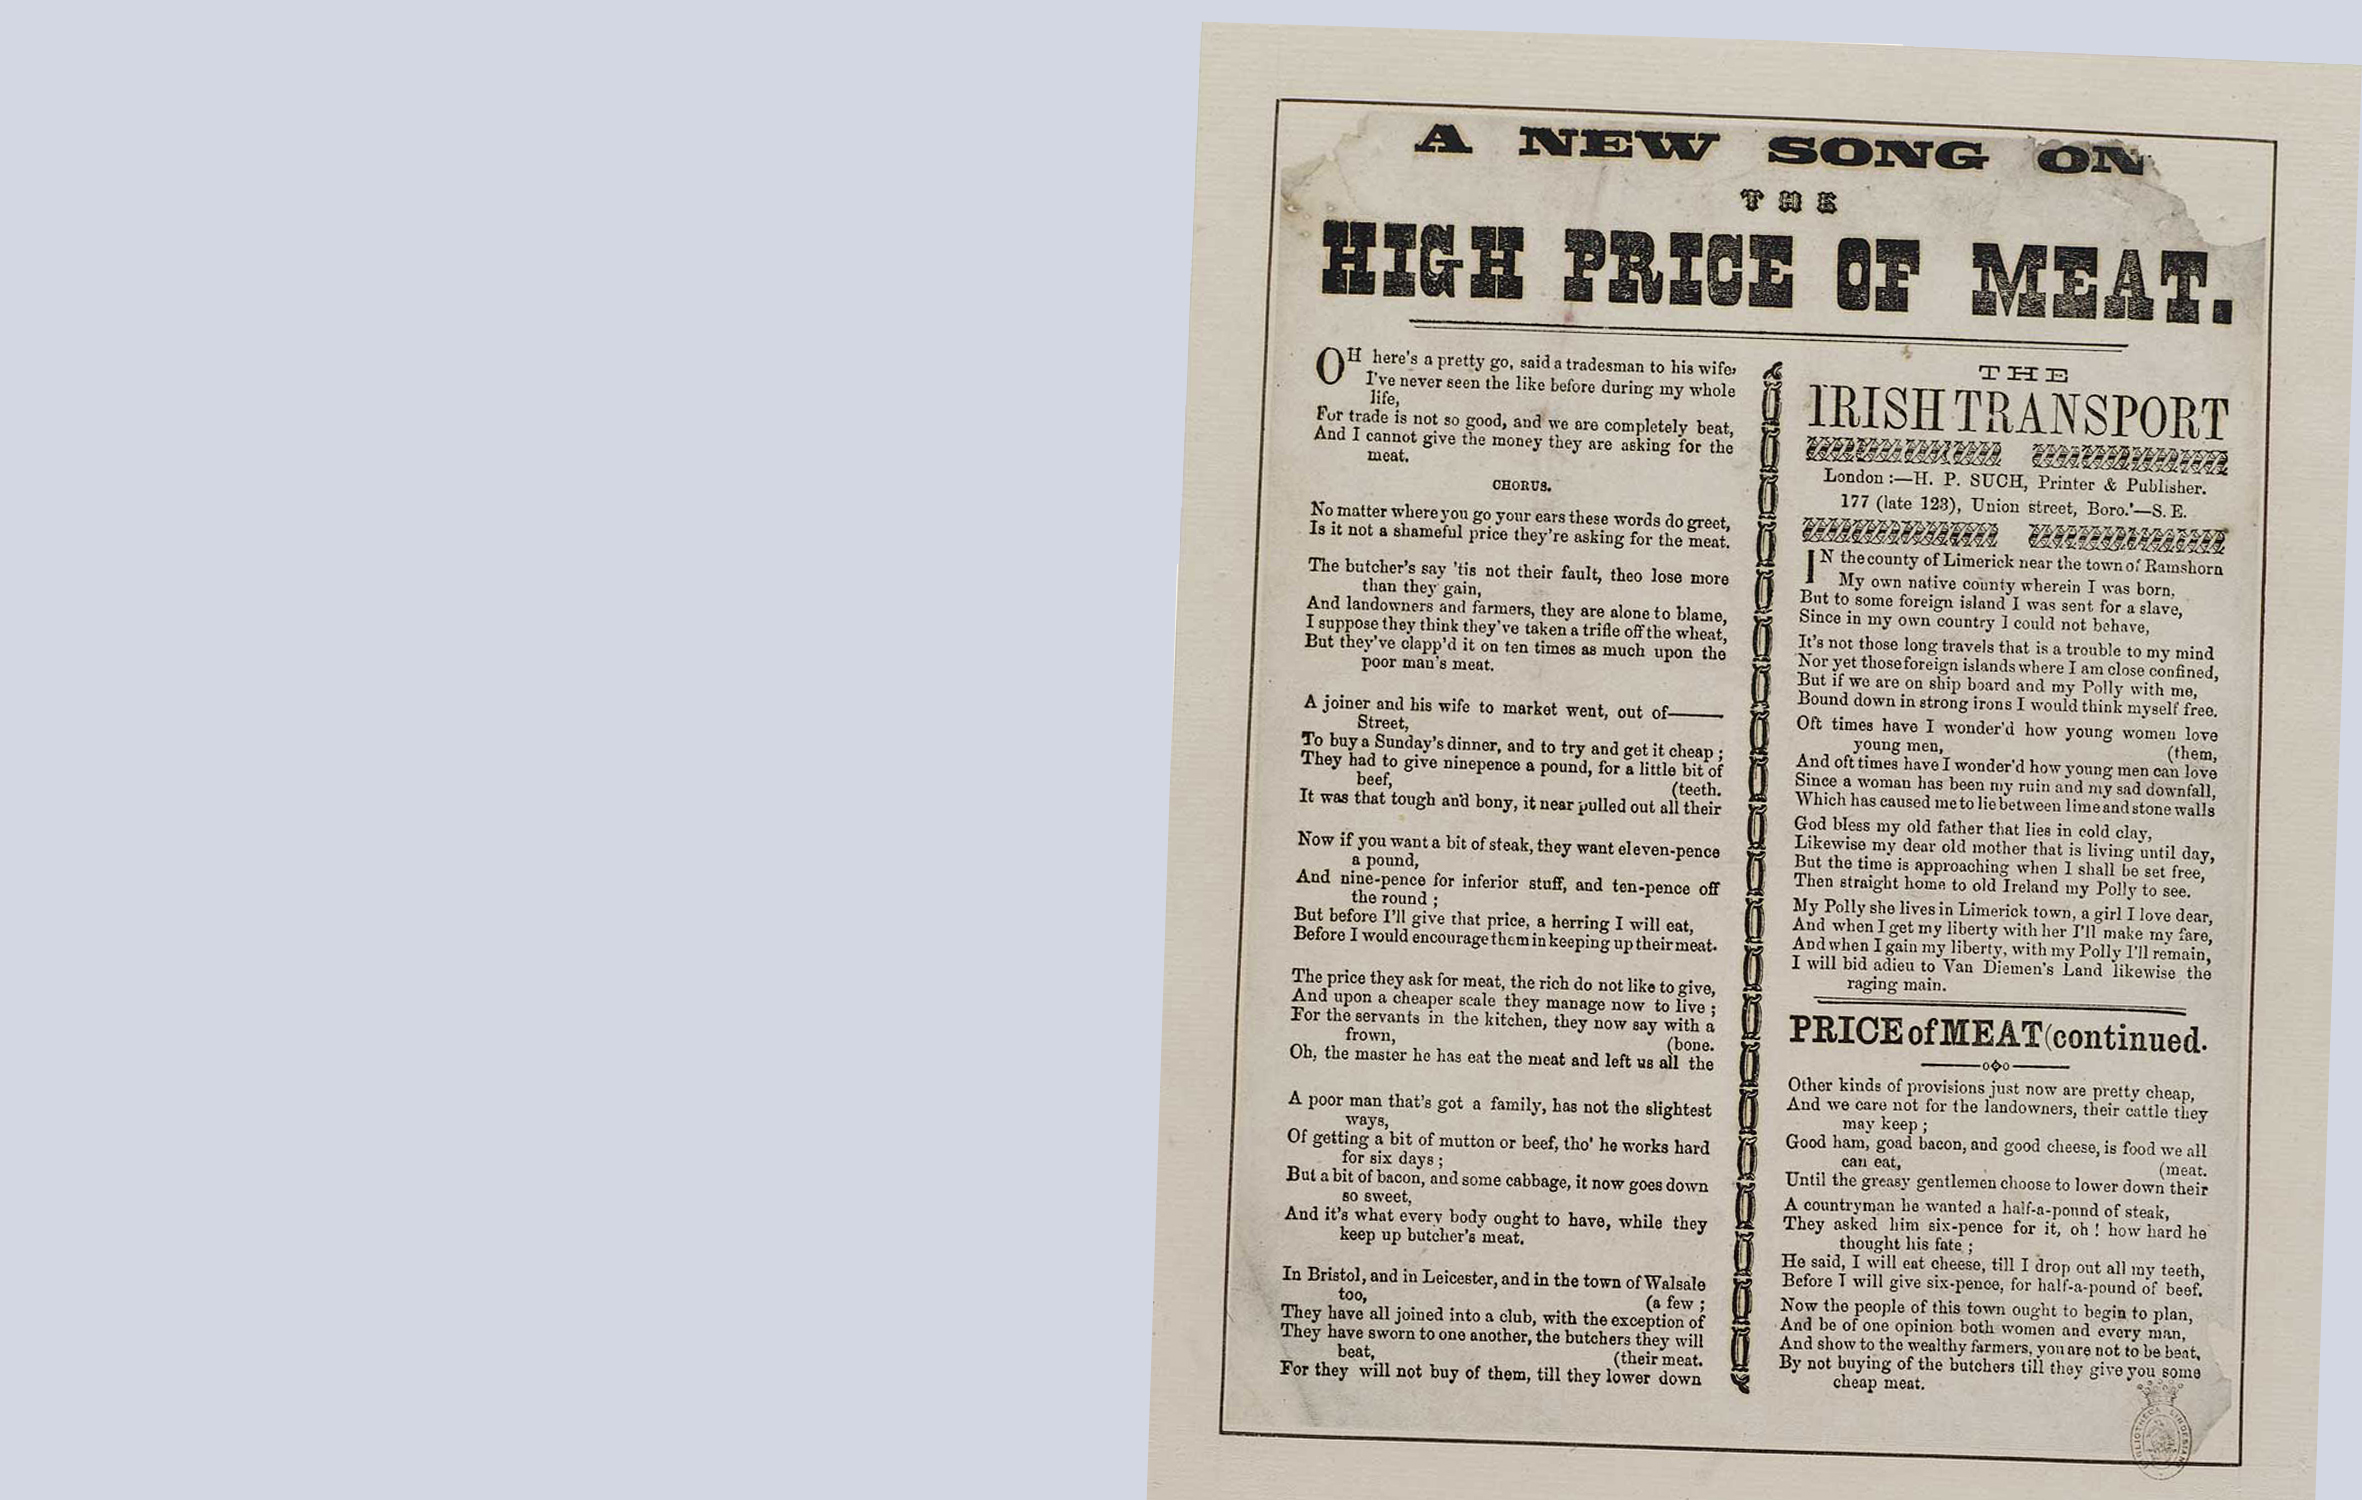 A NEW SONG ON
THE
HIGH PRICE OF MEAT.
OH here's a pretty go, said a tradesman to his wife,
I've never seen the like before during my whole
life,
For trade is not so good, and we are completely beat,
And I cannot give the money they are asking for the
meat.
CHORUS.
No matter where you go your ears these words do greet,
Is it not a shameful price they're asking for the meat.
The butcher's say 'tis not their fault, theo lose more
than they gain,
And landowners and farmers, they are alone to blame,
I suppose they think they've taken a trifle off the wheat,
But they've clapp'd it on ten times as much upon the
poor man's meat.
A joiner and his wife to market went, out of———
Street,
To buy a Sunday's dinner, and to try and get it cheap ;
They had to give ninepence a pound, for a little bit of
beef, (teeth.
It was that tough and bony, it near pulled out all their
Now if you want a bit of steak, they want eleven-pence
a pound,
And nine-pence for inferior stuff, and ten-pence off
the round ;
But before I'll give that price, a herring I will eat,
Before I would encourage them in keeping up their meat.
The price they ask for meat, the rich do not like to give,
And upon a cheaper scale they manage now to live ;
For the servants in the kitchen, they now say with a
frown, (bone.
Oh, the master he has eat the meat and left us all the
A poor man that's got a family, has not the slightest
ways,
Of getting a bit of mutton or beef, tho' he works hard
for six days ;
But a bit of bacon, and some cabbage, it now goes down
so sweet,
And it's what every body ought to have, while they
keep up butcher's meat.
In Bristol, and in Leicester, and in the town of Walsale
too, (a few ;
They have all joined into a club, with the exception of
They have sworn to one another, the butchers they will
beat, (their meat.
For they will not buy of them, till they lower down
THE
IRISH TRANSPORT
London :—H. P. SUCH, Printer & Publisher.
177 (late 123), Union street, Boro.'—S. E.
IN the county of Limerick near the town of Ramshorn
My own native county wherein I was born,
But to some foreign island I was sent for a slave,
Since in my own country I could not behave,
It's not those long travels that is a trouble to my mind
Nor yet those foreign islands where I am close confined,
But if we are on ship board and my Polly with me,
Bound down in strong irons I would think myself free.
Oft times have I wonder'd how young women love
young men, (them,
And oft times have I wonder'd how young men can love
Since a woman has been my ruin and my sad downfall,
Which has caused me to lie between lime and stone walls
God bless my old father that lies in cold clay,
Likewise my dear old mother that is living until day,
But the time is approaching when I shall be set free,
Then straight home to old Ireland my Polly to see.
My Polly she lives in Limerick town, a girl I love dear,
And when I get my liberty with her I'll make my fare,
And when I gain my liberty, with my Polly I'll remain,
I will bid adieu to Van Diemen's Land likewise the
raging main.
PRICE of MEAT (continued.
Other kinds of provisions just now are pretty cheap,
And we care not for the landowners, their cattle they
may keep ;
Good ham, goad bacon, and good cheese, is food we all
can eat, (meat.
Until the greasy gentlemen choose to lower down their
A countryman he wanted a half-a-pound of steak,
They asked him six-pence for it, oh ! how hard he
thought his fate ;
He said, I will eat cheese, till I drop out all my teeth,
Before I will give six-pence, for half-a-pound of beef.
Now the people of this town ought to begin to plan,
And be of one opinion both women and every man,
And show to the wealthy farmers, you are not to be beat,
By not buying of the butchers till they give you some
cheap meat.
BIBLIOTHECA LINDESIANA